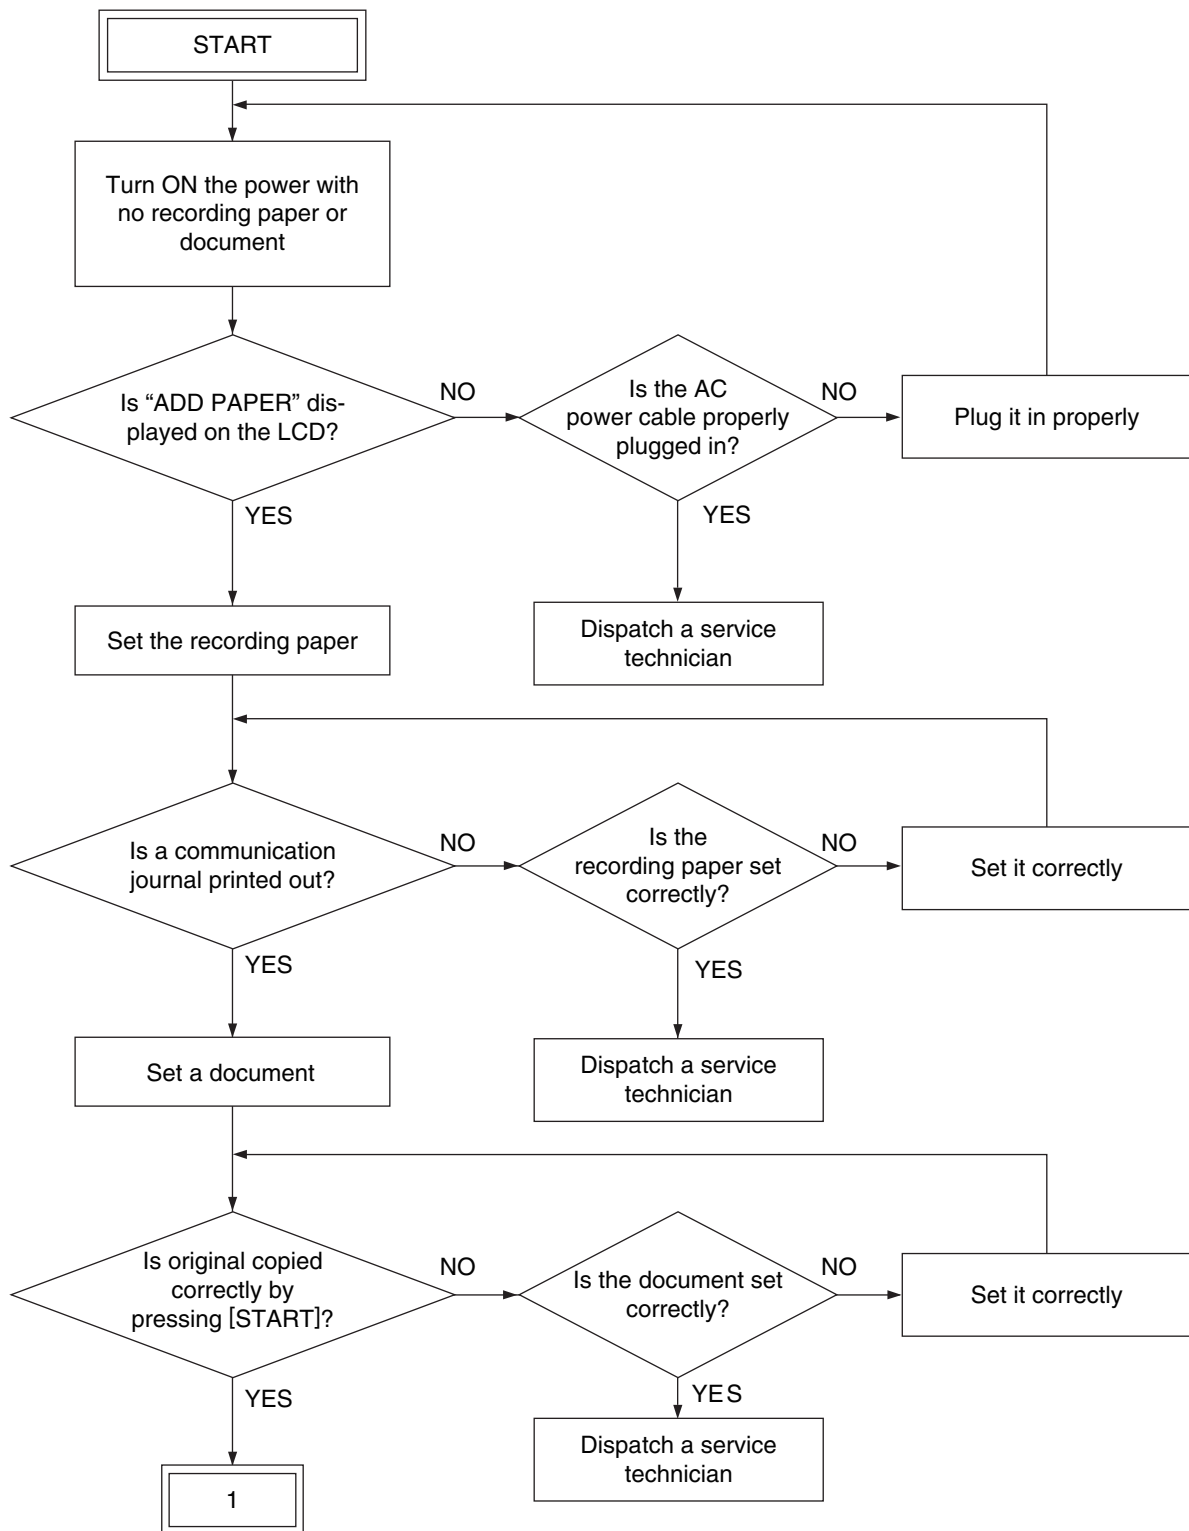 START
Turn ON the power with
no recording paper or
document
Is “ADD PAPER” dis-
played on the LCD?
NO
Is the AC
power cable properly
plugged in?
NO
Plug it in properly
YES
YES
Set the recording paper
Dispatch a service
technician
Is a communication
journal printed out?
NO
Is the
recording paper set
correctly?
NO
Set it correctly
YES
YES
Set a document
Dispatch a service
technician
Is original copied
correctly by
pressing [START]?
NO
Is the document set
correctly?
NO
Set it correctly
YES
YES
Dispatch a service
technician
1